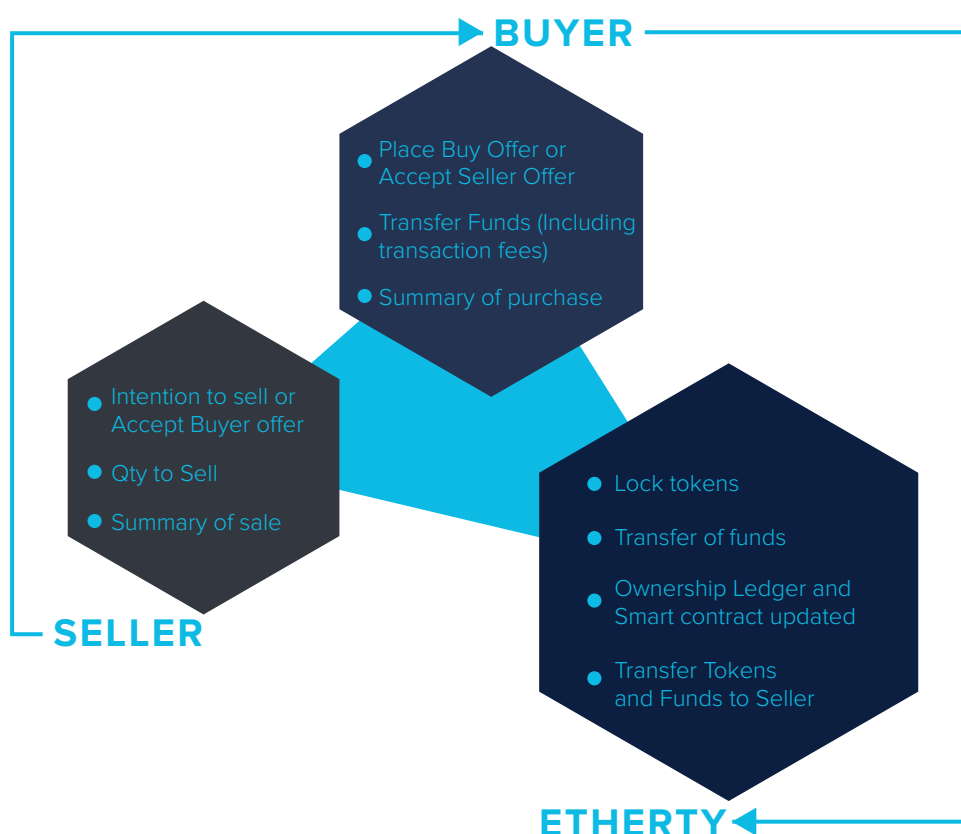 BUYER
Place Buy Offer or
Accept Seller Offer
Transfer Funds (Including
transaction fees)
Summary of purchase
Intention to sell or
Accept Buyer offer
Qty to Sell
Summary of sale
SELLER
Lock tokens
Transfer of funds
Ownership Ledger and
Smart contract updated
Transfer Tokens
and Funds to Seller
ETHERTY